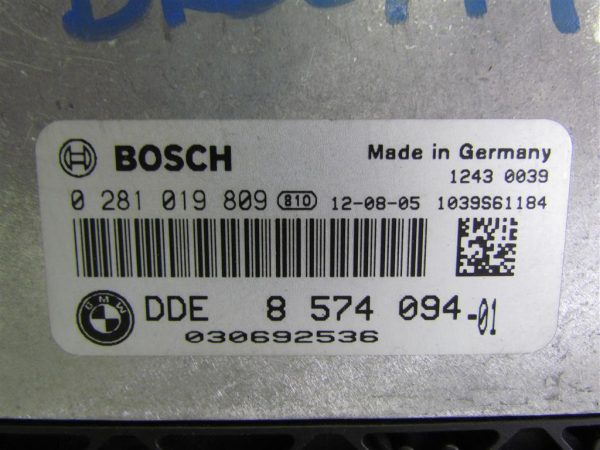 BOSCH Made in Germany
1243 0039
0 281 019 809 810 12-08-05 1039S61184
BMW DDE 8 574 094-01
030692536